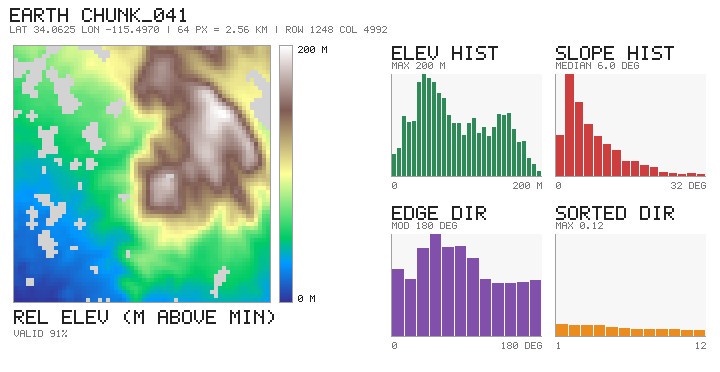 EARTH CHUNK_041
LAT 34.0625 LON -115.4970 | 64 PX = 2.56 KM | ROW 1248 COL 4992
200 M
0 M
REL ELEV (M ABOVE MIN)
VALID 91%
ELEV HIST
MAX 200 M
0 200 M
SLOPE HIST
MEDIAN 6.0 DEG
0 32 DEG
EDGE DIR
MOD 180 DEG
0 180 DEG
SORTED DIR
MAX 0.12
1 12